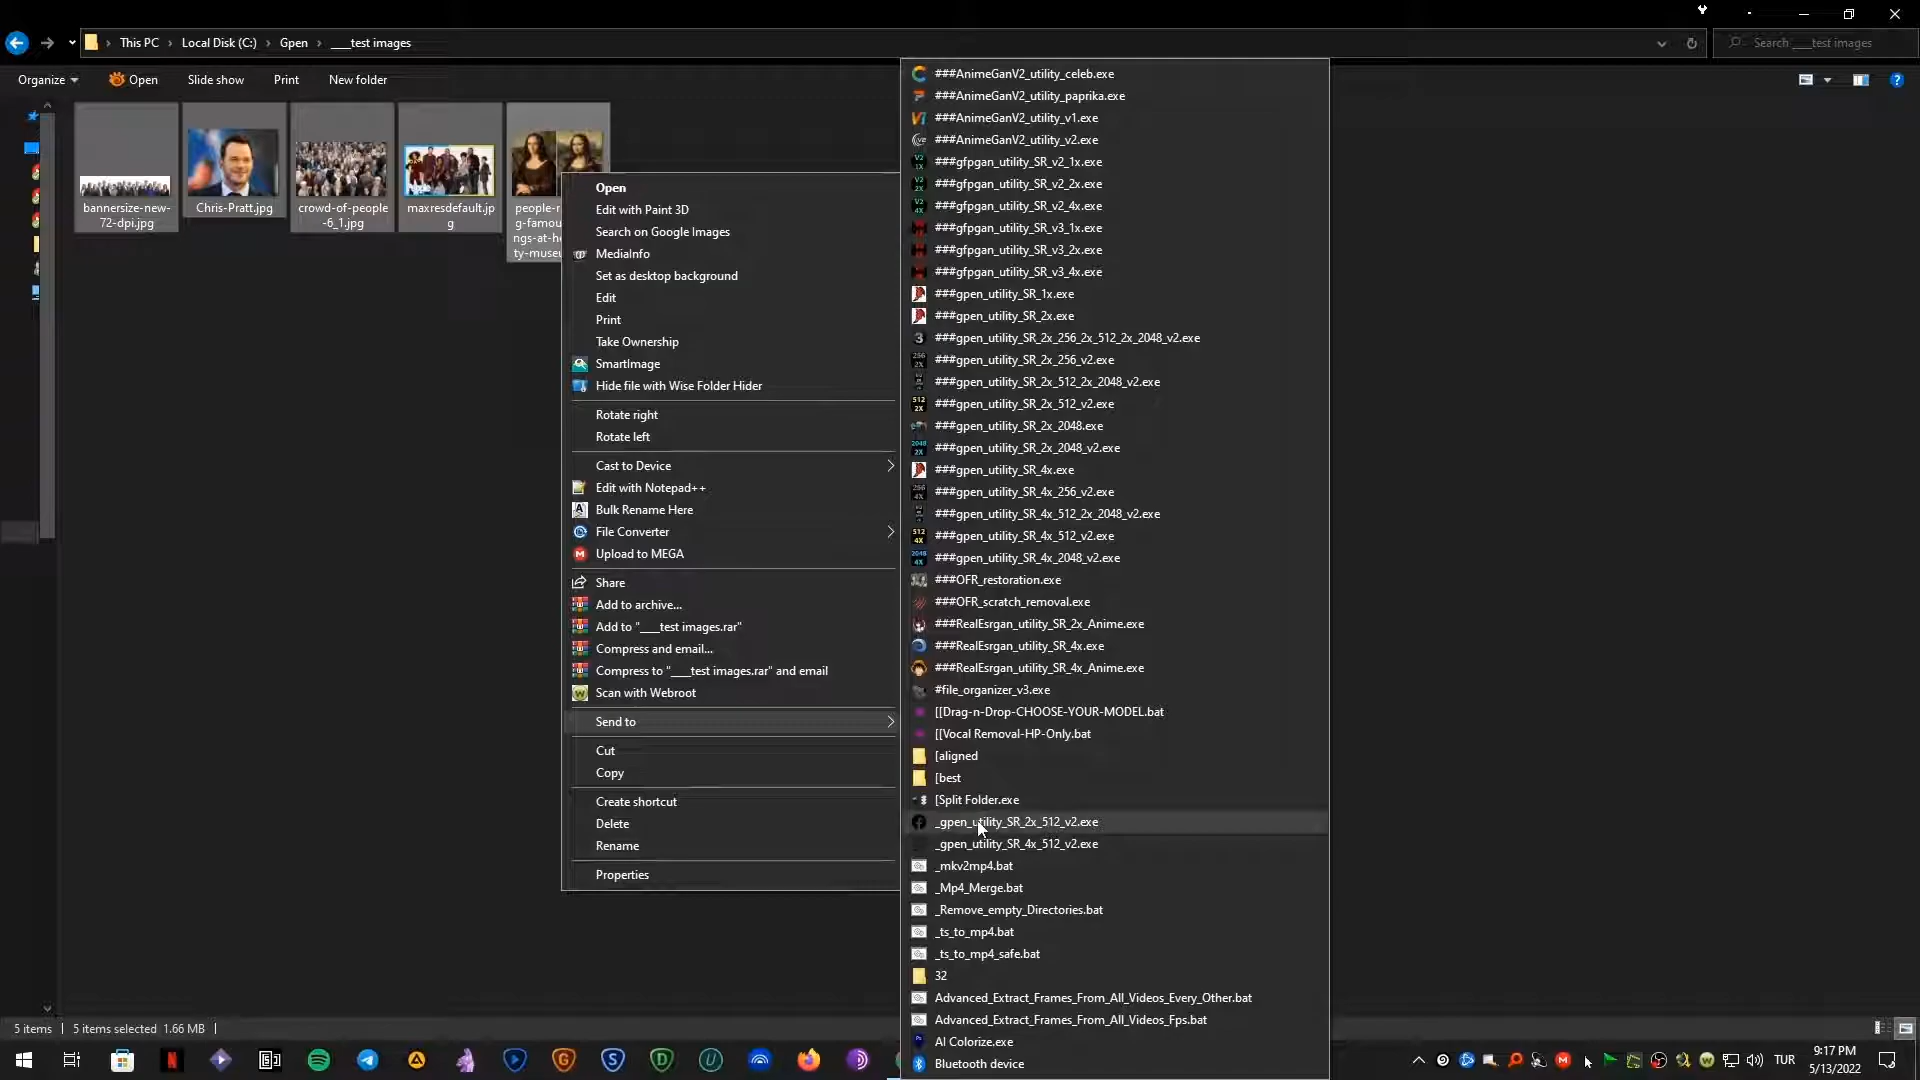 This PC
Local Disk (C:)
Gpen
____test images
Search ____test images
Organize
Open
Slide show
Print
New folder
bannersize-new-
72-dpi.jpg
Chris-Pratt.jpg
crowd-of-people
-6_1.jpg
maxresdefault.jp
g
people-r
g-famou
ngs-at-h
ty-museu
Open
Edit with Paint 3D
Search on Google Images
MediaInfo
Set as desktop background
Edit
Print
Take Ownership
SmartImage
Hide file with Wise Folder Hider
Rotate right
Rotate left
Cast to Device
Edit with Notepad++
Bulk Rename Here
File Converter
Upload to MEGA
Share
Add to archive...
Add to "____test images.rar"
Compress and email...
Compress to "____test images.rar" and email
Scan with Webroot
Send to
Cut
Copy
Create shortcut
Delete
Rename
Properties
###AnimeGanV2_utility_celeb.exe
###AnimeGanV2_utility_paprika.exe
###AnimeGanV2_utility_v1.exe
###AnimeGanV2_utility_v2.exe
###gfpgan_utility_SR_v2_1x.exe
###gfpgan_utility_SR_v2_2x.exe
###gfpgan_utility_SR_v2_4x.exe
###gfpgan_utility_SR_v3_1x.exe
###gfpgan_utility_SR_v3_2x.exe
###gfpgan_utility_SR_v3_4x.exe
###gpen_utility_SR_1x.exe
###gpen_utility_SR_2x.exe
###gpen_utility_SR_2x_256_2x_512_2x_2048_v2.exe
###gpen_utility_SR_2x_256_v2.exe
###gpen_utility_SR_2x_512_2x_2048_v2.exe
###gpen_utility_SR_2x_512_v2.exe
###gpen_utility_SR_2x_2048.exe
###gpen_utility_SR_2x_2048_v2.exe
###gpen_utility_SR_4x.exe
###gpen_utility_SR_4x_256_v2.exe
###gpen_utility_SR_4x_512_2x_2048_v2.exe
###gpen_utility_SR_4x_512_v2.exe
###gpen_utility_SR_4x_2048_v2.exe
###OFR_restoration.exe
###OFR_scratch_removal.exe
###RealEsrgan_utility_SR_2x_Anime.exe
###RealEsrgan_utility_SR_4x.exe
###RealEsrgan_utility_SR_4x_Anime.exe
#file_organizer_v3.exe
[[Drag-n-Drop-CHOOSE-YOUR-MODEL.bat
[[Vocal Removal-HP-Only.bat
[aligned
[best
[Split Folder.exe
_gpen_utility_SR_2x_512_v2.exe
_gpen_utility_SR_4x_512_v2.exe
_mkv2mp4.bat
_Mp4_Merge.bat
_Remove_empty_Directories.bat
_ts_to_mp4.bat
_ts_to_mp4_safe.bat
32
Advanced_Extract_Frames_From_All_Videos_Every_Other.bat
Advanced_Extract_Frames_From_All_Videos_Fps.bat
AI Colorize.exe
Bluetooth device
5 items
5 items selected 1.66 MB
TUR
9:17 PM
5/13/2022